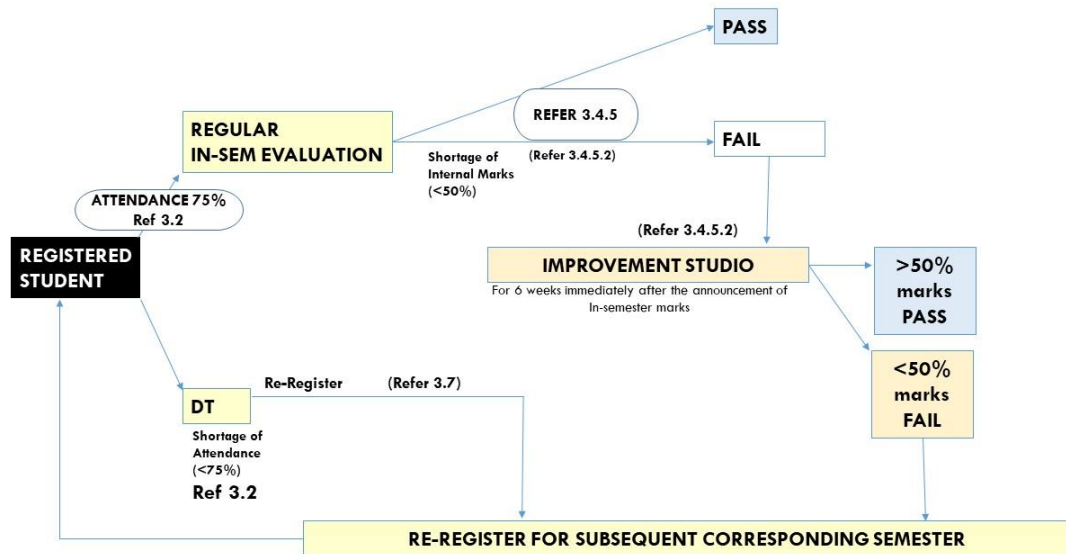 PASS
REFER 3.4.5
REGULAR
IN-SEM EVALUATION
Shortage of
Internal Marks
(<50%)
(Refer 3.4.5.2)
FAIL
ATTENDANCE 75%
Ref 3.2
REGISTERED
STUDENT
(Refer 3.4.5.2)
IMPROVEMENT STUDIO
For 6 weeks immediately after the announcement of
In-semester marks
>50%
marks
PASS
<50%
marks
FAIL
Re-Register
(Refer 3.7)
DT
Shortage of
Attendance
(<75%)
Ref 3.2
RE-REGISTER FOR SUBSEQUENT CORRESPONDING SEMESTER